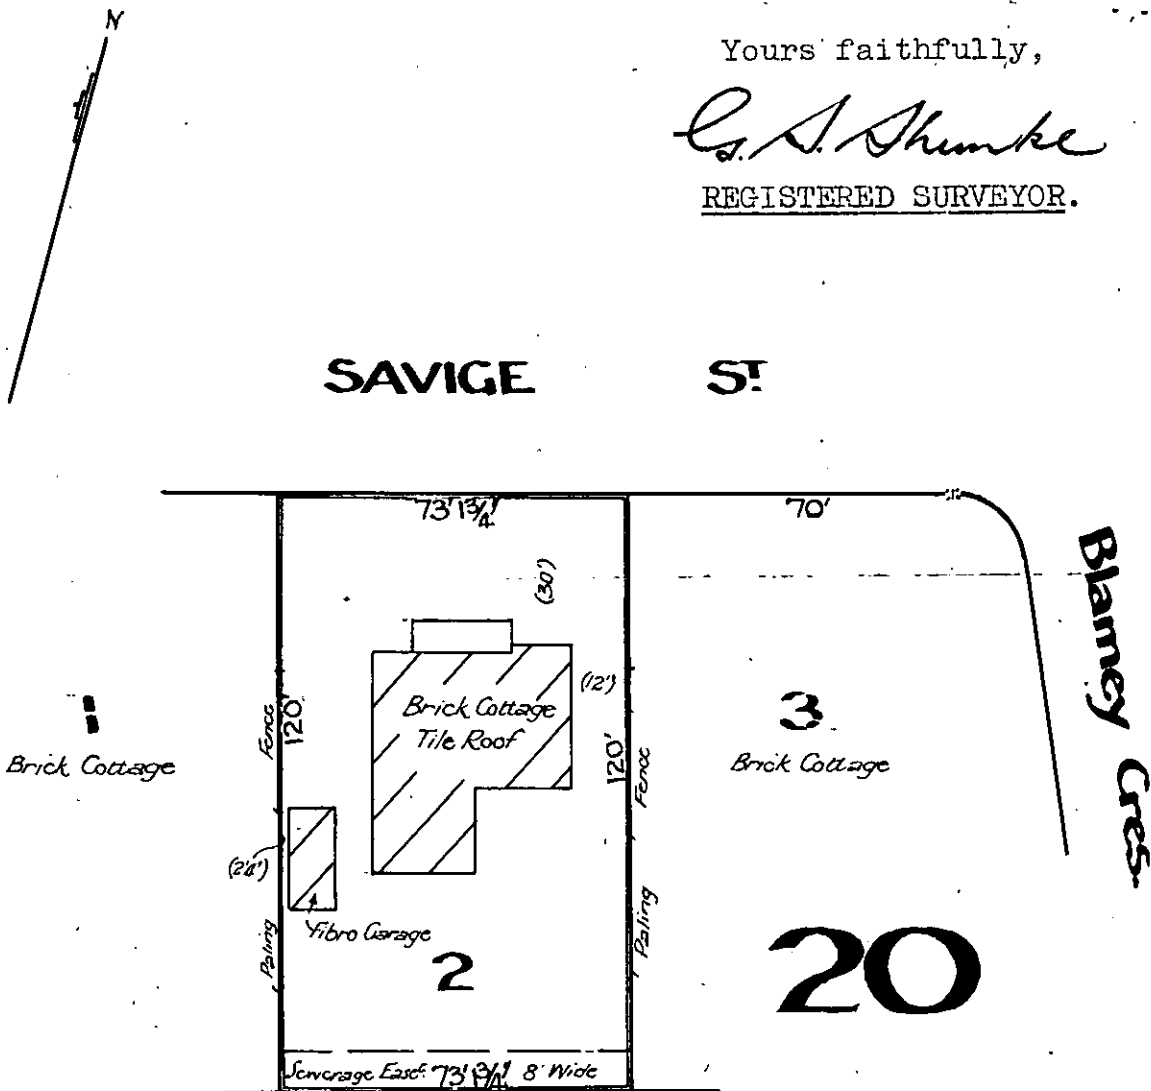 N
Yours faithfully,
G. S. Shumke
REGISTERED SURVEYOR.
SAVIGE ST.
73' 1¾"
70'
(30')
Blamey Cres.
(12')
Brick Cottage
Tile Roof
Fence
120'
120'
Fence
3
Brick Cottage
Brick Cottage
(2'4")
Fibro Garage
Paling
Paling
2
20
Sewerage Easet. 73' 1¾" 8' Wide